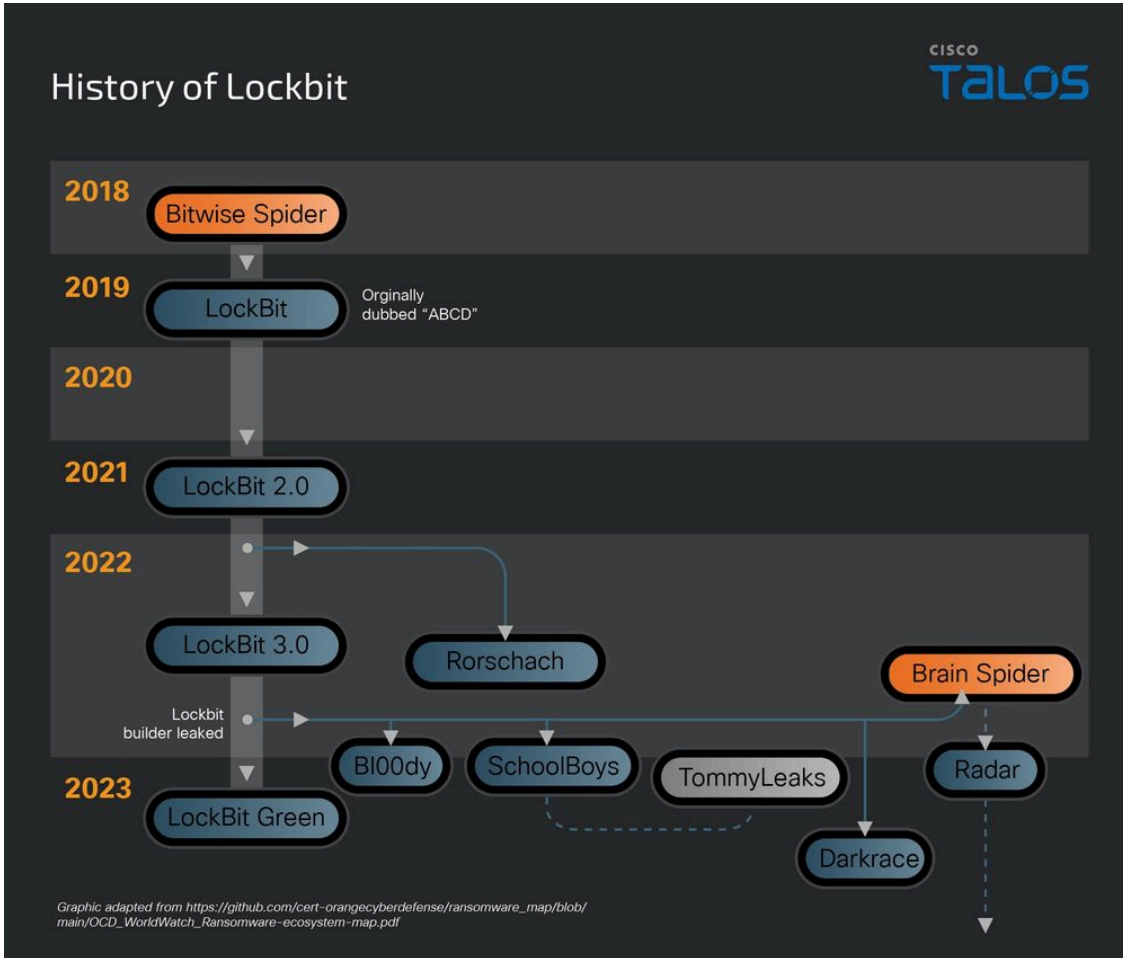 CISCO
TALOS
History of Lockbit
2018
Bitwise Spider
2019
LockBit
Orginally
dubbed “ABCD”
2020
2021
LockBit 2.0
2022
LockBit 3.0
Rorschach
Brain Spider
Lockbit
builder leaked
Bl00dy
SchoolBoys
TommyLeaks
Radar
2023
LockBit Green
Darkrace
Graphic adapted from https://github.com/cert-orangecyberdefense/ransomware_map/blob/
main/OCD_WorldWatch_Ransomware-ecosystem-map.pdf